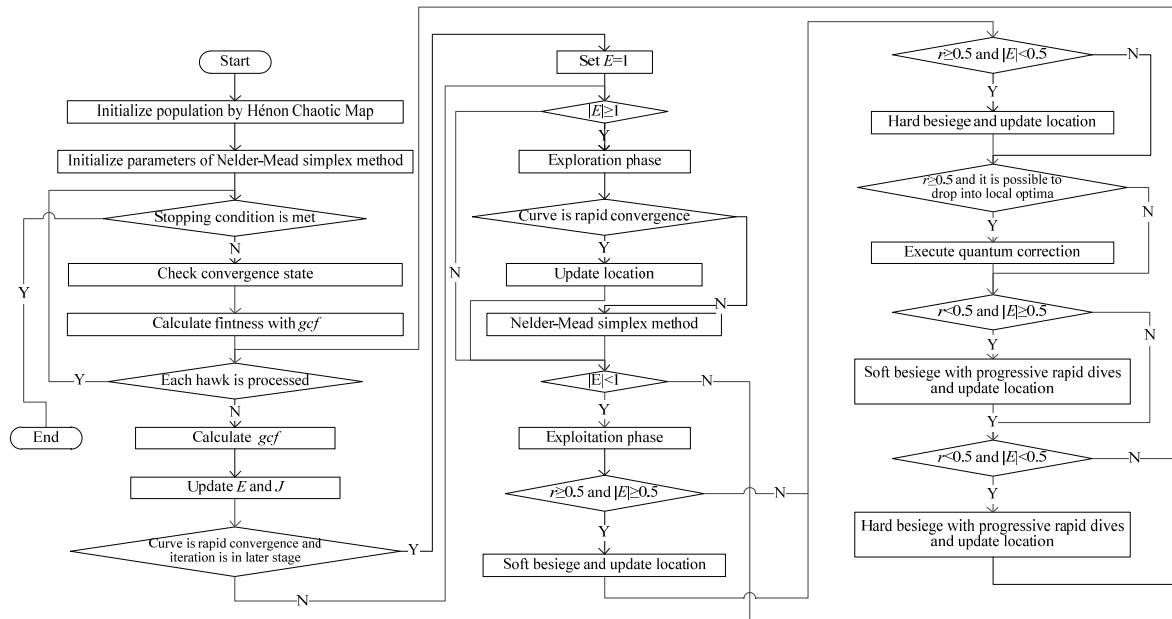 Start
Initialize population by Hénon Chaotic Map
Initialize parameters of Nelder-Mead simplex method
Stopping condition is met
N
Check convergence state
Y
Calculate fintness with gcf
Y
Each hawk is processed
N
End
Calculate gcf
Update E and J
Curve is rapid convergence and
iteration is in later stage
Y
N
Set E=1
|E|≥1
Y
Exploration phase
Curve is rapid convergence
N
Y
Update location
N
Nelder-Mead simplex method
|E|<1
N
Y
Exploitation phase
r≥0.5 and |E|≥0.5
N
Y
Soft besiege and update location
r≥0.5 and |E|<0.5
N
Y
Hard besiege and update location
r≥0.5 and it is possible to
drop into local optima
N
Y
Execute quantum correction
r<0.5 and |E|≥0.5
N
Y
Soft besiege with progressive rapid dives
and update location
Y
r<0.5 and |E|<0.5
N
Y
Hard besiege with progressive rapid dives
and update location